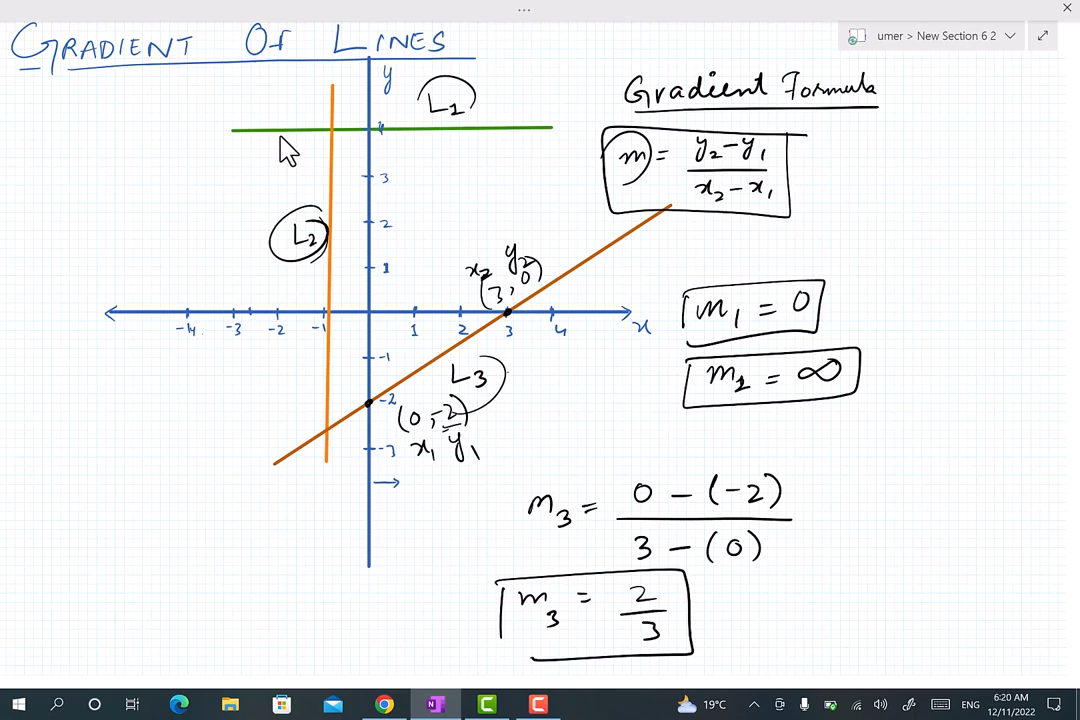 umer > New Section 6 2
GRADIENT OF LINES
y
L1
4
3
2
1
L2
x2 y2
(3, 0)
-4 -3 -2 -1 1 2 3 4 x
-1
L3
-2
(0, -2)
x1 y1
-3
Gradient Formula
m = y2 - y1
x2 - x1
m1 = 0
m2 = ∞
m3 = 0 - (-2)
3 - (0)
m3 = 2
3
19°C
ENG
6:20 AM
12/11/2022